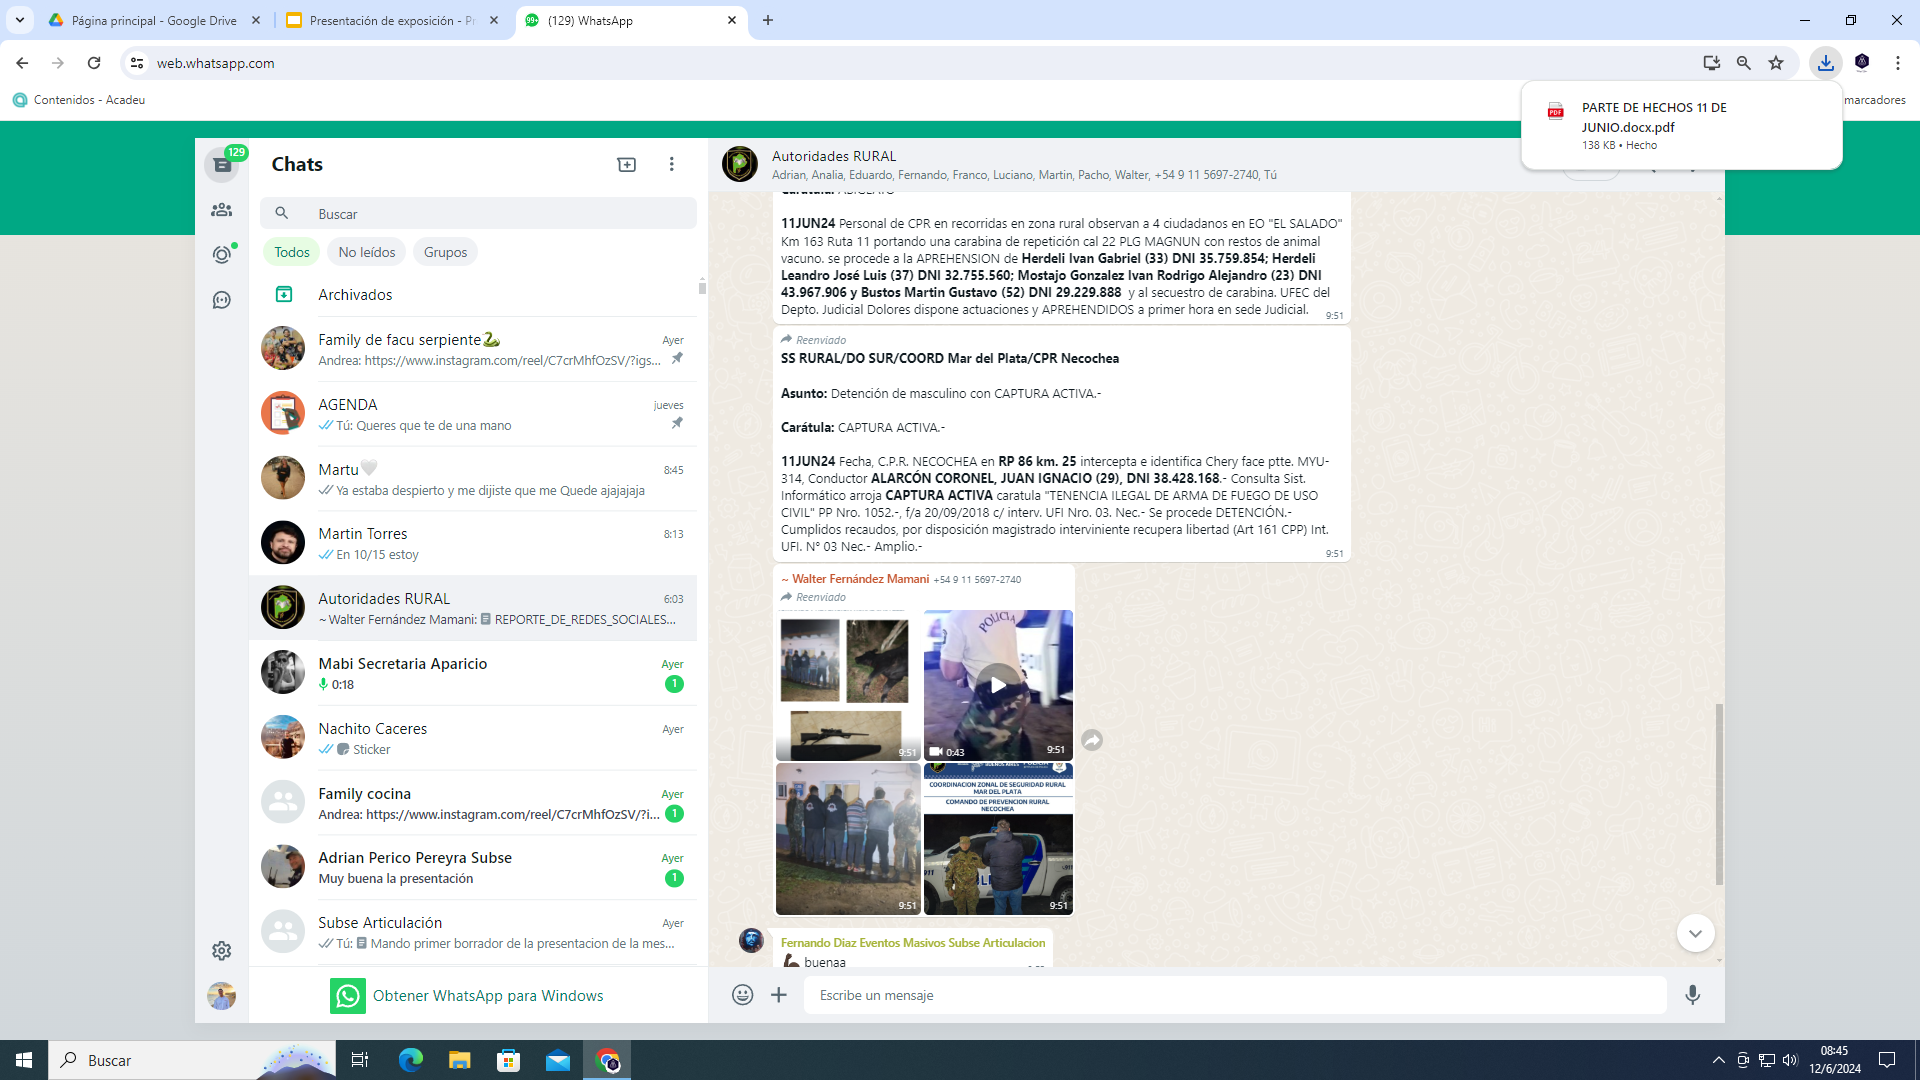 Página principal - Google Drive
Presentación de exposición - Pr
99+
(129) WhatsApp
web.whatsapp.com
Contenidos - Acadeu
marcadores
PDF
PARTE DE HECHOS 11 DE
JUNIO.docx.pdf
138 KB • Hecho
129
Chats
Buscar
Todos
No leídos
Grupos
Archivados
Family de facu serpiente🐍
Ayer
Andrea: https://www.instagram.com/reel/C7crMhfOzSV/?igs...
AGENDA
jueves
Tú: Queres que te de una mano
Martu🤍
8:45
Ya estaba despierto y me dijiste que me Quede ajajajaja
Martin Torres
8:13
En 10/15 estoy
Autoridades RURAL
6:03
~ Walter Fernández Mamani: REPORTE_DE_REDES_SOCIALES...
Mabi Secretaria Aparicio
Ayer
0:18
1
Nachito Caceres
Ayer
Sticker
Family cocina
Ayer
Andrea: https://www.instagram.com/reel/C7crMhfOzSV/?i...
1
Adrian Perico Pereyra Subse
Ayer
Muy buena la presentación
1
Subse Articulación
Ayer
Tú: Mando primer borrador de la presentacion de la mes...
Obtener WhatsApp para Windows
Autoridades RURAL
Adrian, Analia, Eduardo, Fernando, Franco, Luciano, Martin, Pacho, Walter, +54 9 11 5697-2740, Tú
Carátula: ABIGEATO
11JUN24 Personal de CPR en recorridas en zona rural observan a 4 ciudadanos en EO "EL SALADO"
Km 163 Ruta 11 portando una carabina de repetición cal 22 PLG MAGNUN con restos de animal
vacuno. se procede a la APREHENSION de Herdeli Ivan Gabriel (33) DNI 35.759.854; Herdeli
Leandro José Luis (37) DNI 32.755.560; Mostajo Gonzalez Ivan Rodrigo Alejandro (23) DNI
43.967.906 y Bustos Martin Gustavo (52) DNI 29.229.888 y al secuestro de carabina. UFEC del
Depto. Judicial Dolores dispone actuaciones y APREHENDIDOS a primer hora en sede Judicial.
9:51
Reenviado
SS RURAL/DO SUR/COORD Mar del Plata/CPR Necochea
Asunto: Detención de masculino con CAPTURA ACTIVA.-
Carátula: CAPTURA ACTIVA.-
11JUN24 Fecha, C.P.R. NECOCHEA en RP 86 km. 25 intercepta e identifica Chery face ptte. MYU-
314, Conductor ALARCÓN CORONEL, JUAN IGNACIO (29), DNI 38.428.168.- Consulta Sist.
Informático arroja CAPTURA ACTIVA caratula "TENENCIA ILEGAL DE ARMA DE FUEGO DE USO
CIVIL" PP Nro. 1052.-, f/a 20/09/2018 c/ interv. UFI Nro. 03. Nec.- Se procede DETENCIÓN.-
Cumplidos recaudos, por disposición magistrado interviniente recupera libertad (Art 161 CPP) Int.
UFI. N° 03 Nec.- Amplio.-
9:51
~ Walter Fernández Mamani +54 9 11 5697-2740
Reenviado
POLICIA
9:51
0:43
9:51
9:51
COORDINACION ZONAL DE SEGURIDAD RURAL
MAR DEL PLATA
COMANDO DE PREVENCION RURAL
NECOCHEA
911
9:51
Fernando Diaz Eventos Masivos Subse Articulacion
buenaa
Escribe un mensaje
Buscar
08:45
12/6/2024